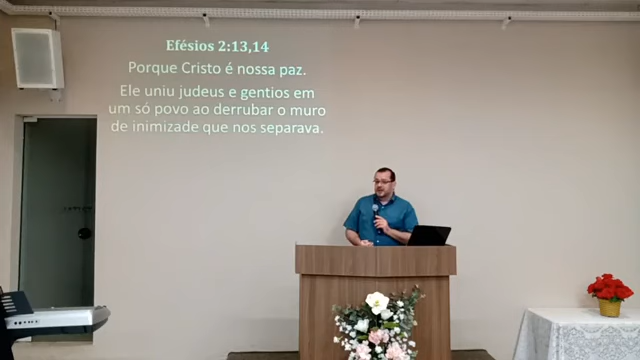 Efésios 2:13,14
Porque Cristo é nossa paz.
Ele uniu judeus e gentios em
um só povo ao derrubar o muro
de inimizade que nos separava.